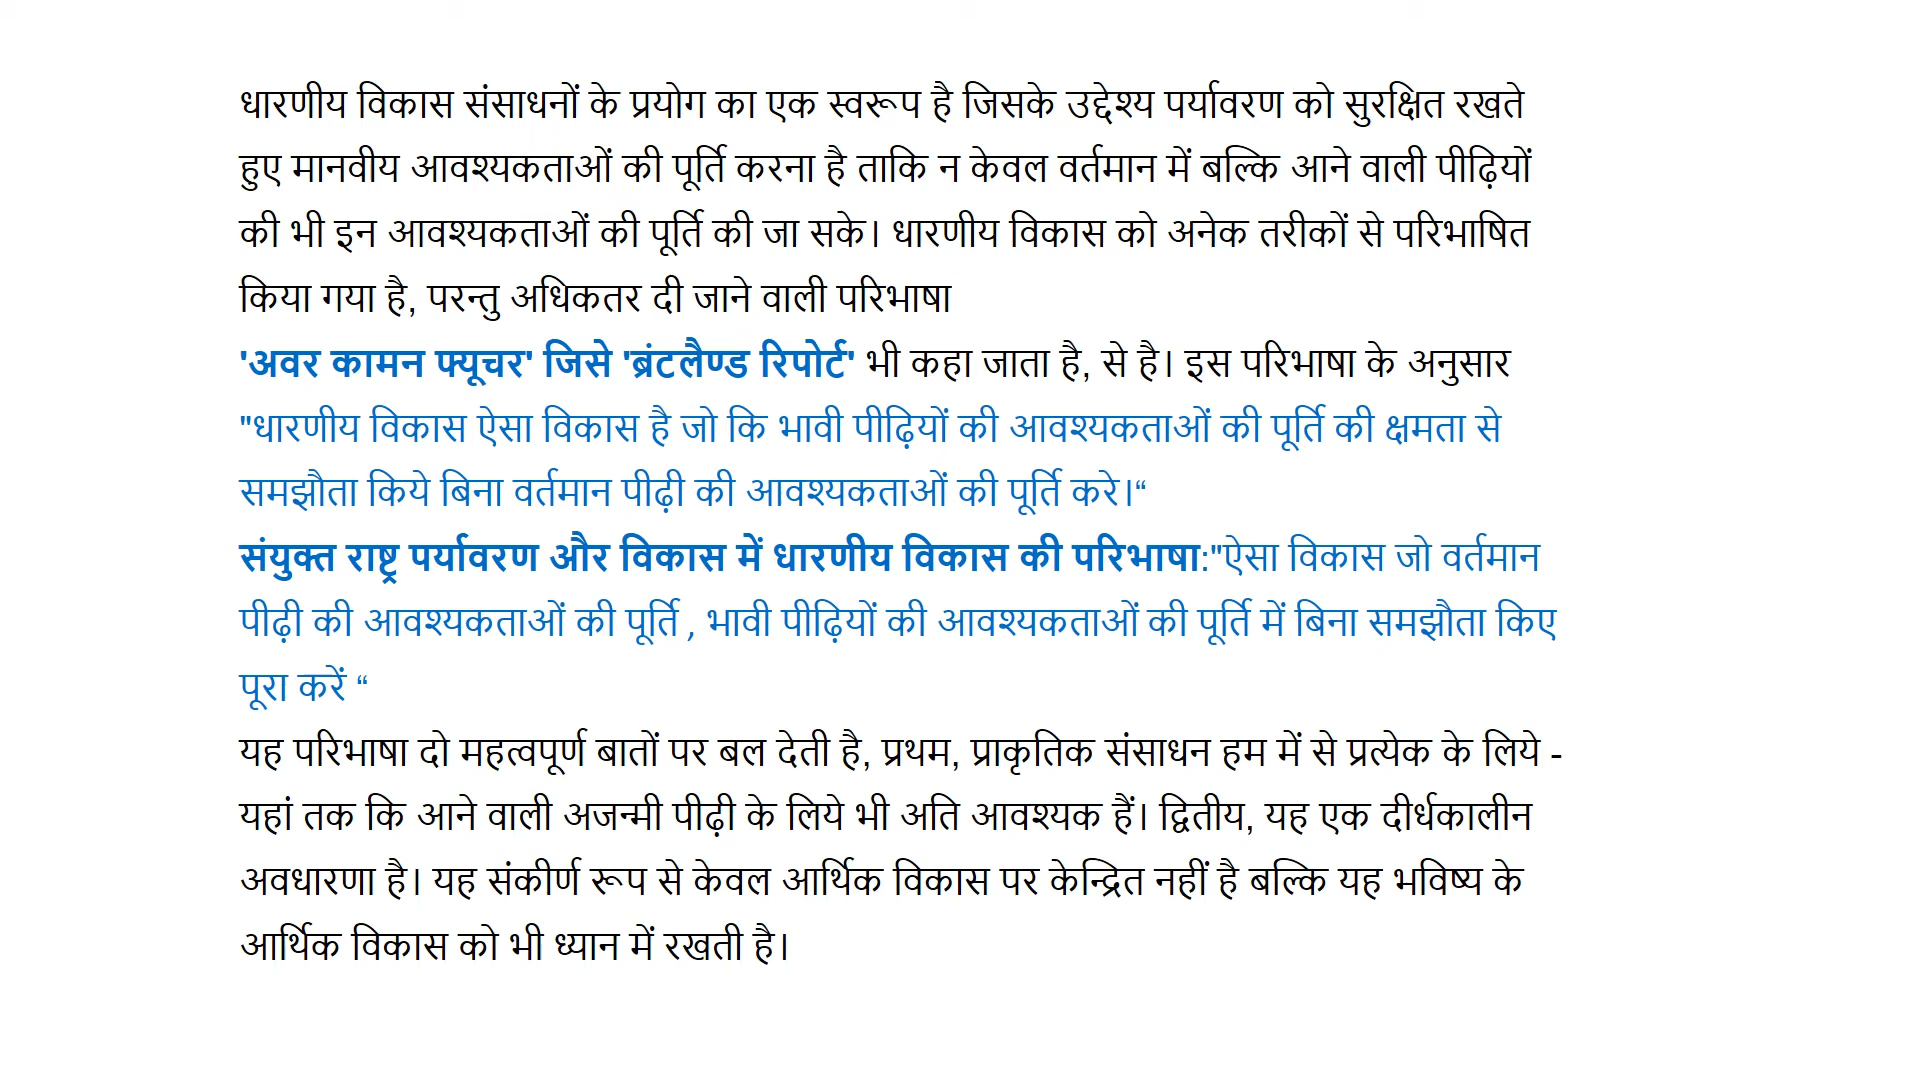 धारणीय विकास संसाधनों के प्रयोग का एक स्वरूप है जिसके उद्देश्य पर्यावरण को सुरक्षित रखते
हुए मानवीय आवश्यकताओं की पूर्ति करना है ताकि न केवल वर्तमान में बल्कि आने वाली पीढ़ियों
की भी इन आवश्यकताओं की पूर्ति की जा सके। धारणीय विकास को अनेक तरीकों से परिभाषित
किया गया है, परन्तु अधिकतर दी जाने वाली परिभाषा
'अवर कामन फ्यूचर' जिसे 'ब्रंटलैण्ड रिपोर्ट' भी कहा जाता है, से है। इस परिभाषा के अनुसार
"धारणीय विकास ऐसा विकास है जो कि भावी पीढ़ियों की आवश्यकताओं की पूर्ति की क्षमता से
समझौता किये बिना वर्तमान पीढ़ी की आवश्यकताओं की पूर्ति करे।“
संयुक्त राष्ट्र पर्यावरण और विकास में धारणीय विकास की परिभाषा:"ऐसा विकास जो वर्तमान
पीढ़ी की आवश्यकताओं की पूर्ति , भावी पीढ़ियों की आवश्यकताओं की पूर्ति में बिना समझौता किए
पूरा करें “
यह परिभाषा दो महत्वपूर्ण बातों पर बल देती है, प्रथम, प्राकृतिक संसाधन हम में से प्रत्येक के लिये -
यहां तक कि आने वाली अजन्मी पीढ़ी के लिये भी अति आवश्यक हैं। द्वितीय, यह एक दीर्धकालीन
अवधारणा है। यह संकीर्ण रूप से केवल आर्थिक विकास पर केन्द्रित नहीं है बल्कि यह भविष्य के
आर्थिक विकास को भी ध्यान में रखती है।